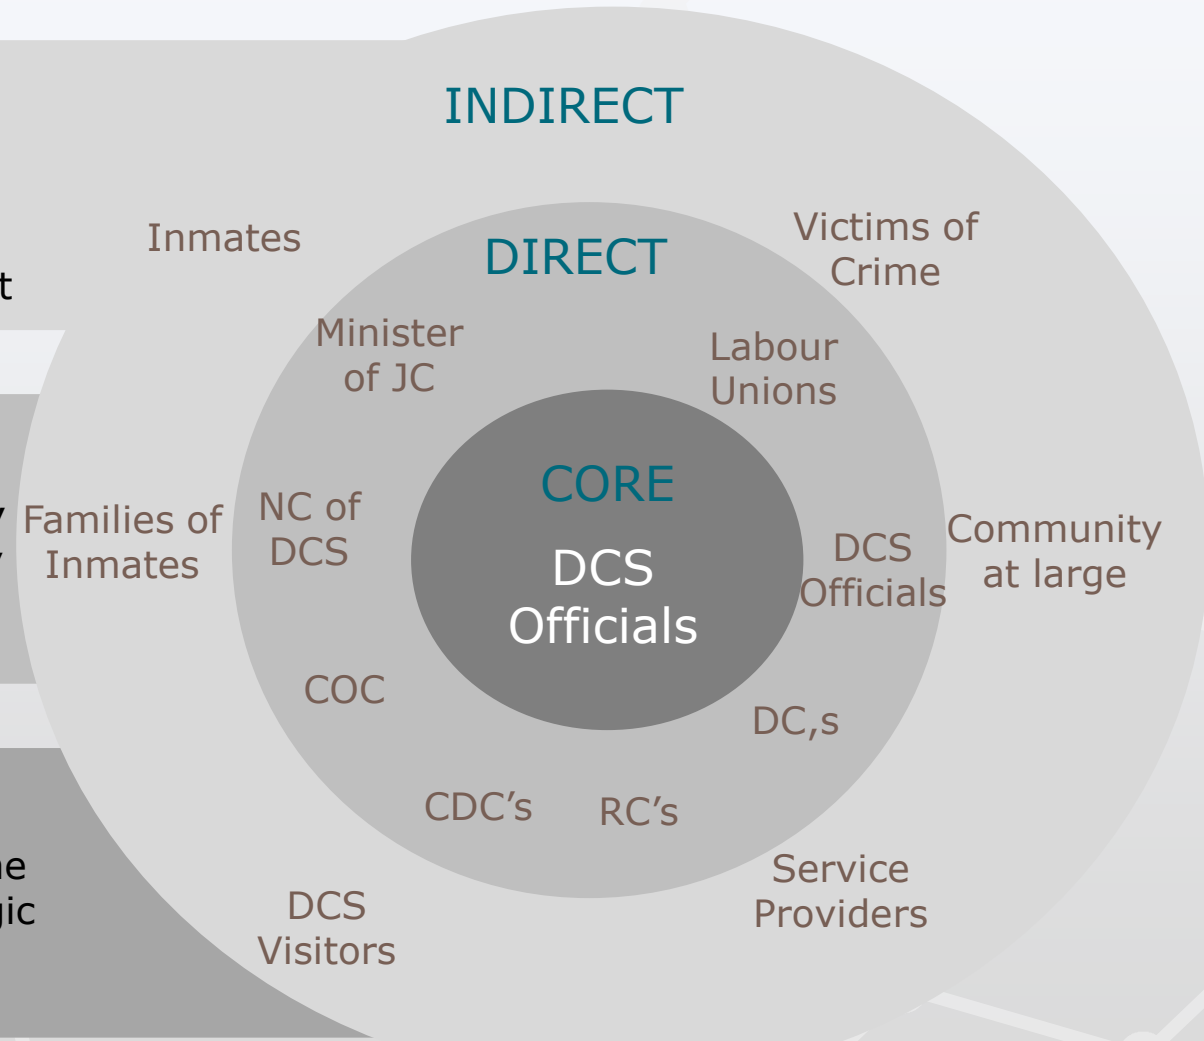 INDIRECT
Inmates
Victims of
Crime
DIRECT
Minister
of JC
Labour
Unions
CORE
DCS
Officials
Families of
Inmates
NC of
DCS
DCS
Officials
Community
at large
COC
DC,s
CDC’s
RC’s
Service
Providers
DCS
Visitors